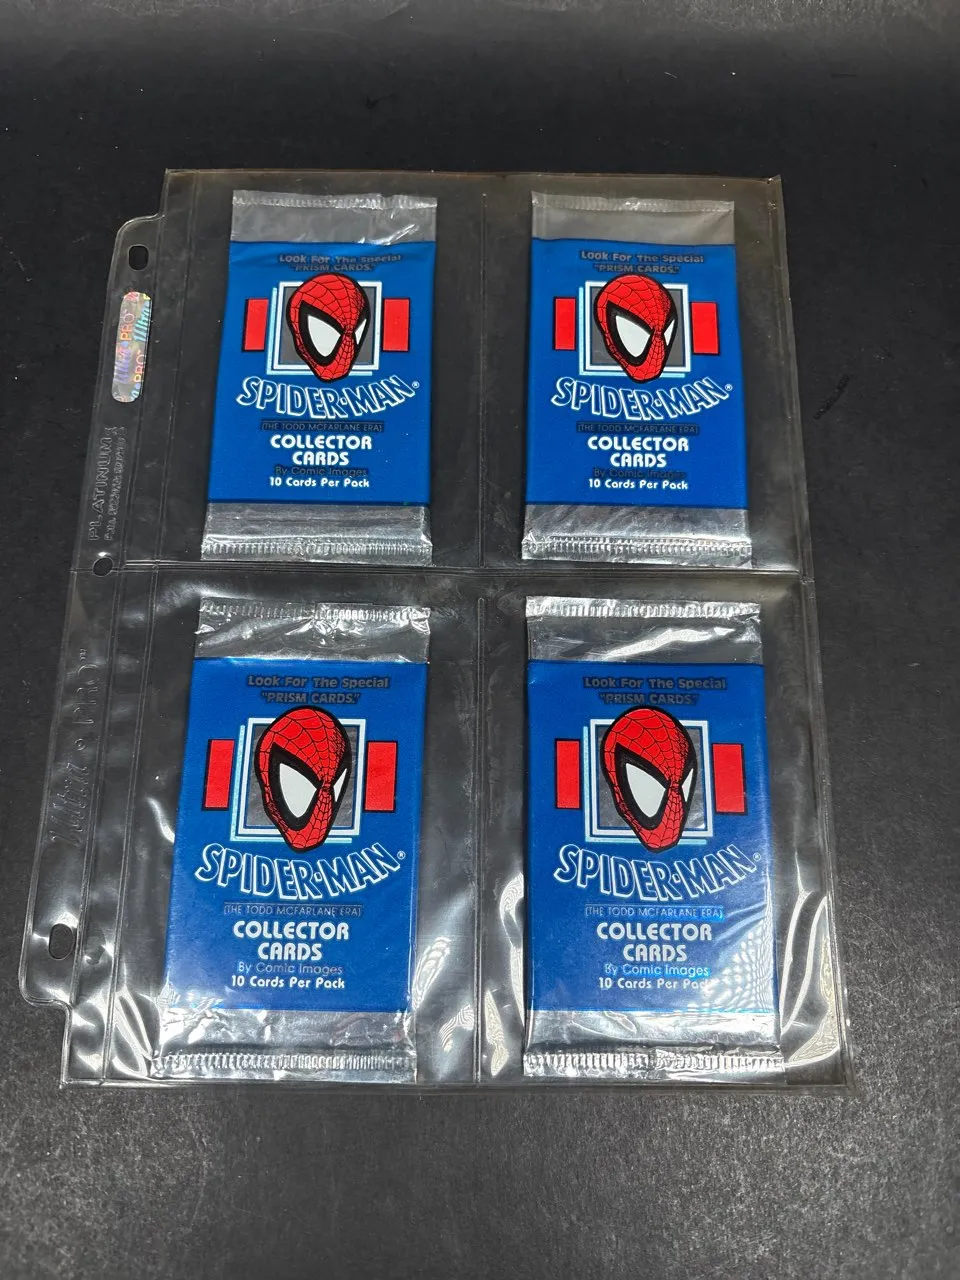 Look For The Special
"PRISM CARDS."
SPIDER-MAN®
(THE TODD MCFARLANE ERA)
COLLECTOR
CARDS
By Comic Images
10 Cards Per Pack
Look For The Special
"PRISM CARDS."
SPIDER-MAN®
(THE TODD MCFARLANE ERA)
COLLECTOR
CARDS
By Comic Images
10 Cards Per Pack
Look For The Special
"PRISM CARDS."
SPIDER-MAN®
(THE TODD MCFARLANE ERA)
COLLECTOR
CARDS
By Comic Images
10 Cards Per Pack
Look For The Special
"PRISM CARDS."
SPIDER-MAN®
(THE TODD MCFARLANE ERA)
COLLECTOR
CARDS
By Comic Images
10 Cards Per Pack
PLATINUM
Ultra • PRO™